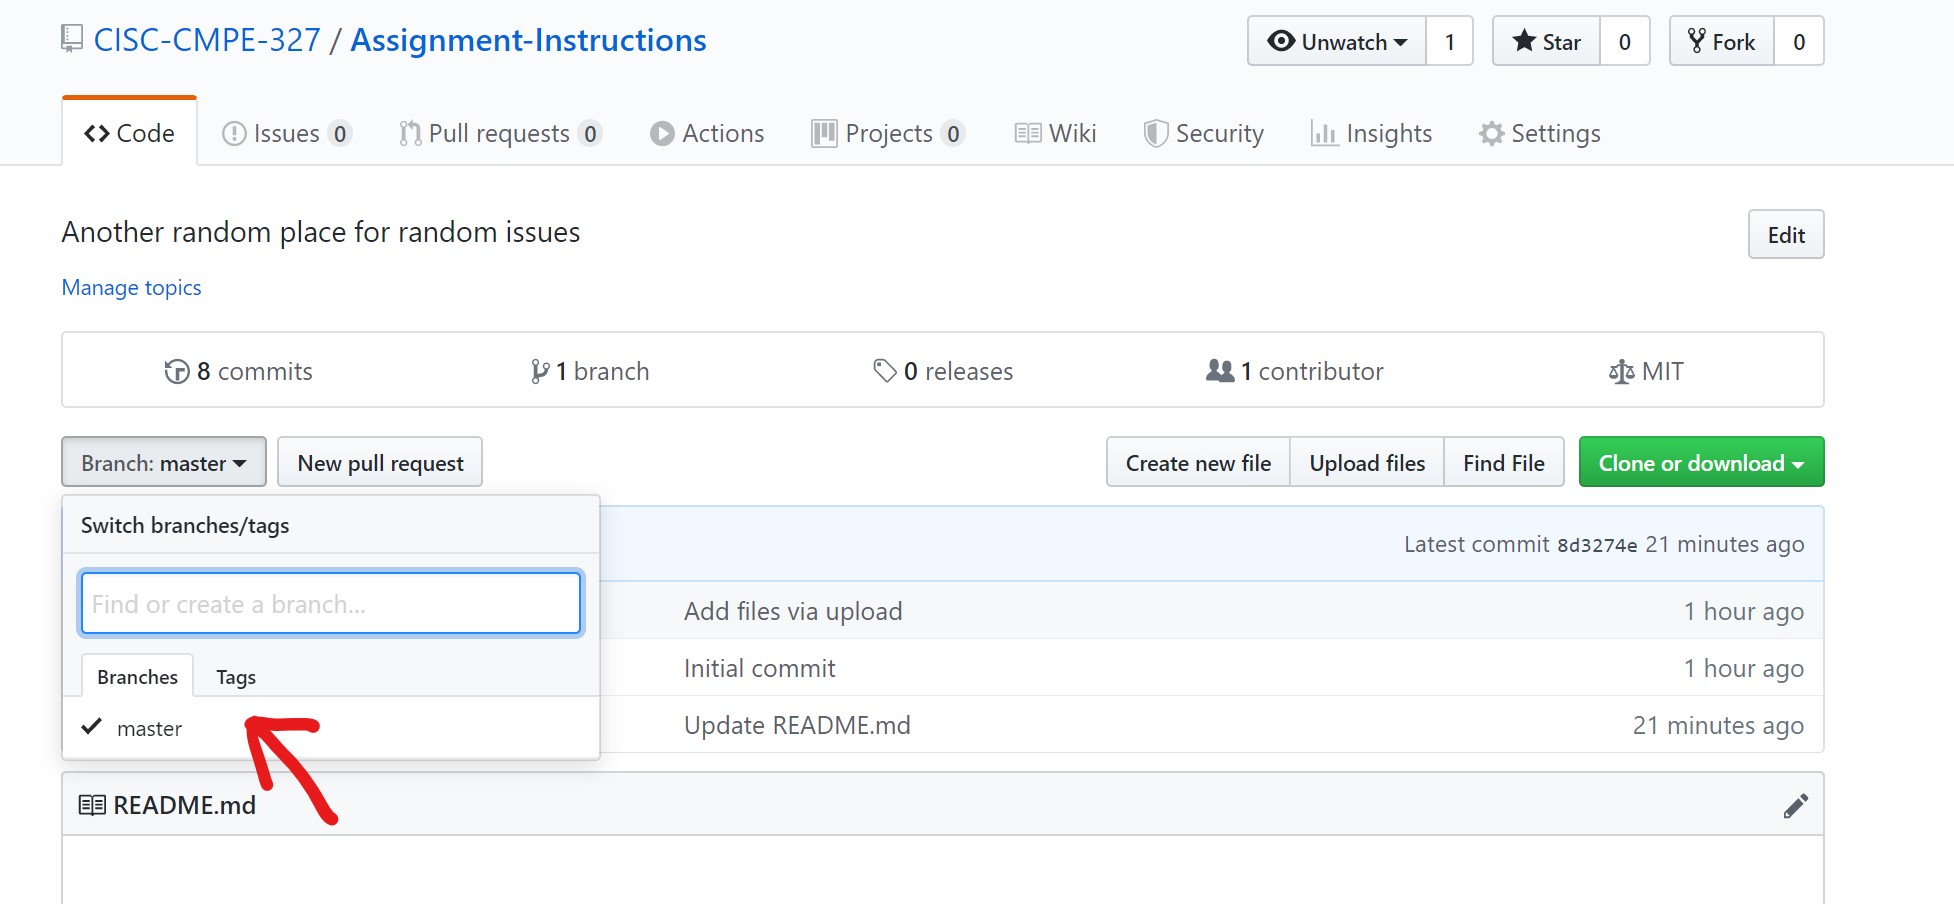 CISC-CMPE-327 / Assignment-Instructions
Unwatch 1 Star 0 Fork 0
Code Issues 0 Pull requests 0 Actions Projects 0 Wiki Security Insights Settings
Another random place for random issues
Edit
Manage topics
8 commits 1 branch 0 releases 1 contributor MIT
Branch: master New pull request Create new file Upload files Find File Clone or download
Switch branches/tags
Latest commit 8d3274e 21 minutes ago
Find or create a branch...
Add files via upload 1 hour ago
Branches Tags
Initial commit 1 hour ago
master
Update README.md 21 minutes ago
README.md